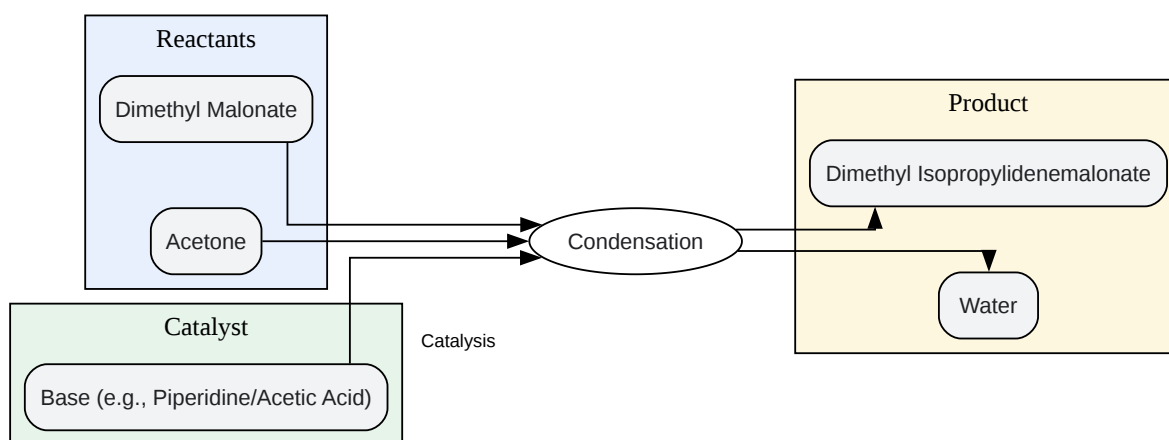 Reactants
Dimethyl Malonate
Acetone
Catalyst
Base (e.g., Piperidine/Acetic Acid)
Catalysis
Condensation
Product
Dimethyl Isopropylidenemalonate
Water